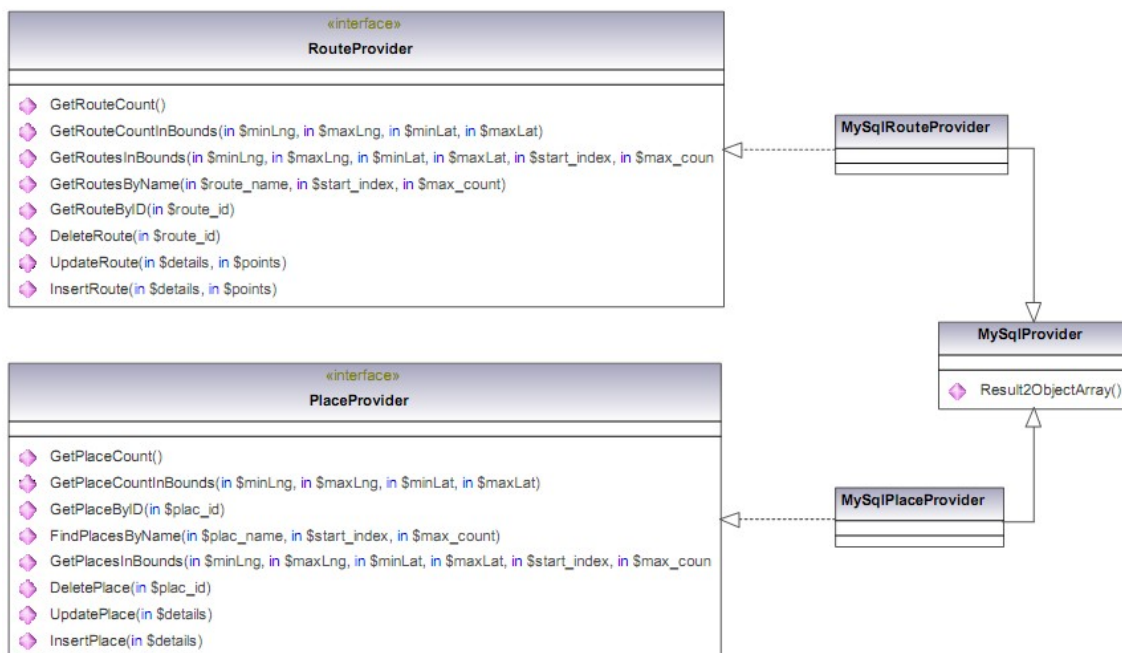 «interface»
RouteProvider
GetRouteCount()
GetRouteCountInBounds(in $minLng, in $maxLng, in $minLat, in $maxLat)
GetRoutesInBounds(in $minLng, in $maxLng, in $minLat, in $maxLat, in $start_index, in $max_coun
GetRoutesByName(in $route_name, in $start_index, in $max_count)
GetRouteByID(in $route_id)
DeleteRoute(in $route_id)
UpdateRoute(in $details, in $points)
InsertRoute(in $details, in $points)
MySqlRouteProvider
MySqlProvider
Result2ObjectArray()
«interface»
PlaceProvider
GetPlaceCount()
GetPlaceCountInBounds(in $minLng, in $maxLng, in $minLat, in $maxLat)
GetPlaceByID(in $plac_id)
FindPlacesByName(in $plac_name, in $start_index, in $max_count)
GetPlacesInBounds(in $minLng, in $maxLng, in $minLat, in $maxLat, in $start_index, in $max_coun
DeletePlace(in $plac_id)
UpdatePlace(in $details)
InsertPlace(in $details)
MySqlPlaceProvider